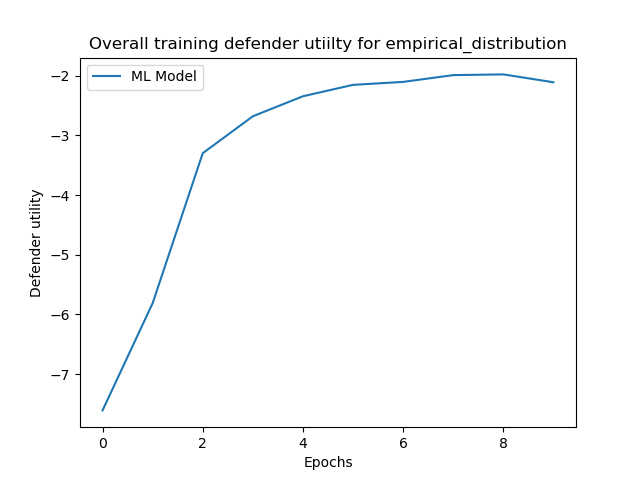 Overall training defender utiilty for empirical_distribution
ML Model
Defender utility
−2
−3
−4
−5
−6
−7
0 2 4 6 8
Epochs